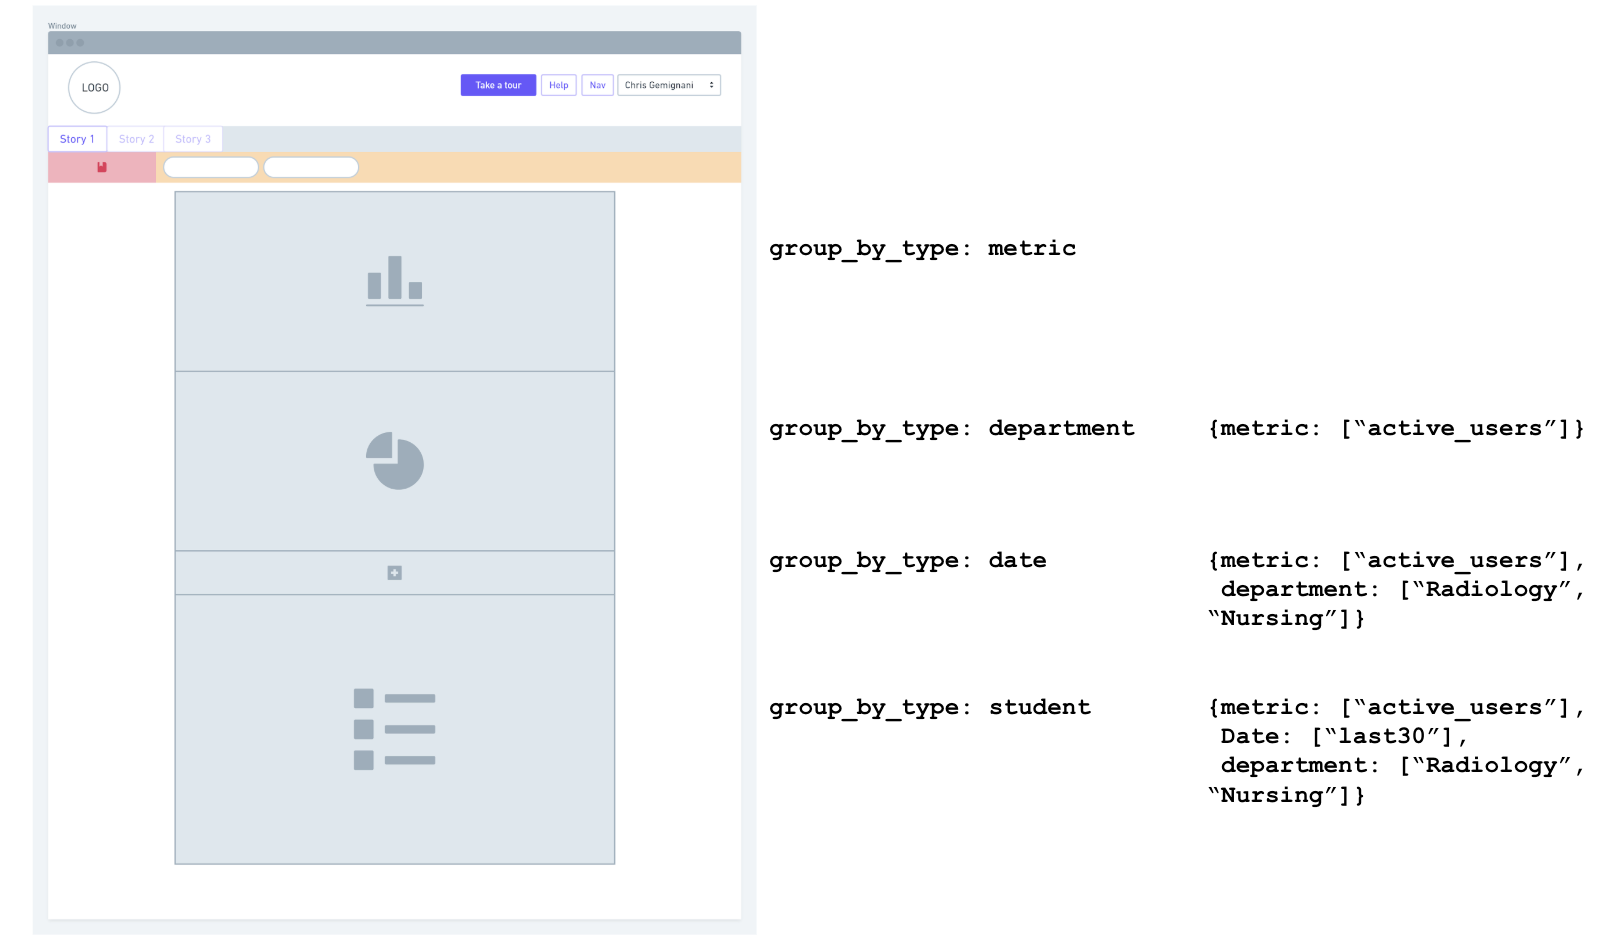 Window
LOGO
Take a tour
Help
Nav
Chris Gemignani
Story 1
Story 2
Story 3
group_by_type: metric
group_by_type: department
{metric: [“active_users”]}
group_by_type: date
{metric: [“active_users”],
department: [“Radiology”,
“Nursing”]}
group_by_type: student
{metric: [“active_users”],
Date: [“last30”],
department: [“Radiology”,
“Nursing”]}